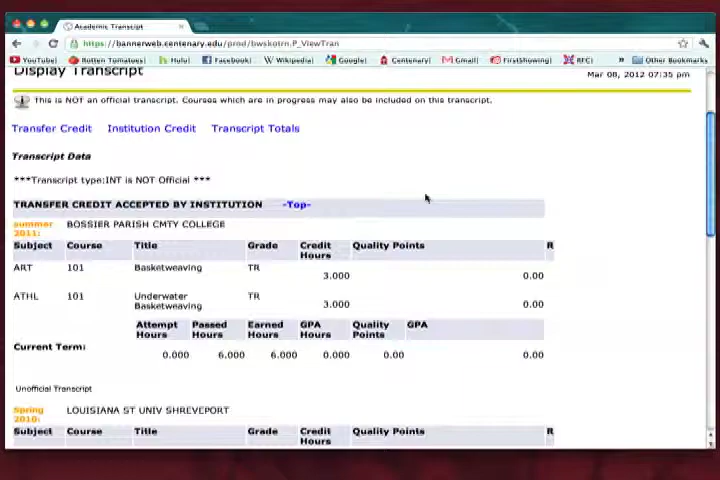 Academic Transcript
https://bannerweb.centenary.edu/prod/bwskotrn.P_ViewTran
YouTube Rotten Tomatoes Hulu Facebook Wikipedia Google Centenary Gmail FirstShowing RFC » Other Bookmarks
Display Transcript
Mar 08, 2012 07:35 pm
This is NOT an official transcript. Courses which are in progress may also be included on this transcript.
Transfer Credit Institution Credit Transcript Totals
Transcript Data
***Transcript type:INT is NOT Official ***
TRANSFER CREDIT ACCEPTED BY INSTITUTION -Top-
summer 2011: BOSSIER PARISH CMTY COLLEGE
Subject Course Title Grade Credit Hours Quality Points R
ART 101 Basketweaving TR 3.000 0.00
ATHL 101 Underwater Basketweaving TR 3.000 0.00
Attempt Hours Passed Hours Earned Hours GPA Hours Quality Points GPA
Current Term: 0.000 6.000 6.000 0.000 0.00 0.00
Unofficial Transcript
Spring 2010: LOUISIANA ST UNIV SHREVEPORT
Subject Course Title Grade Credit Hours Quality Points R